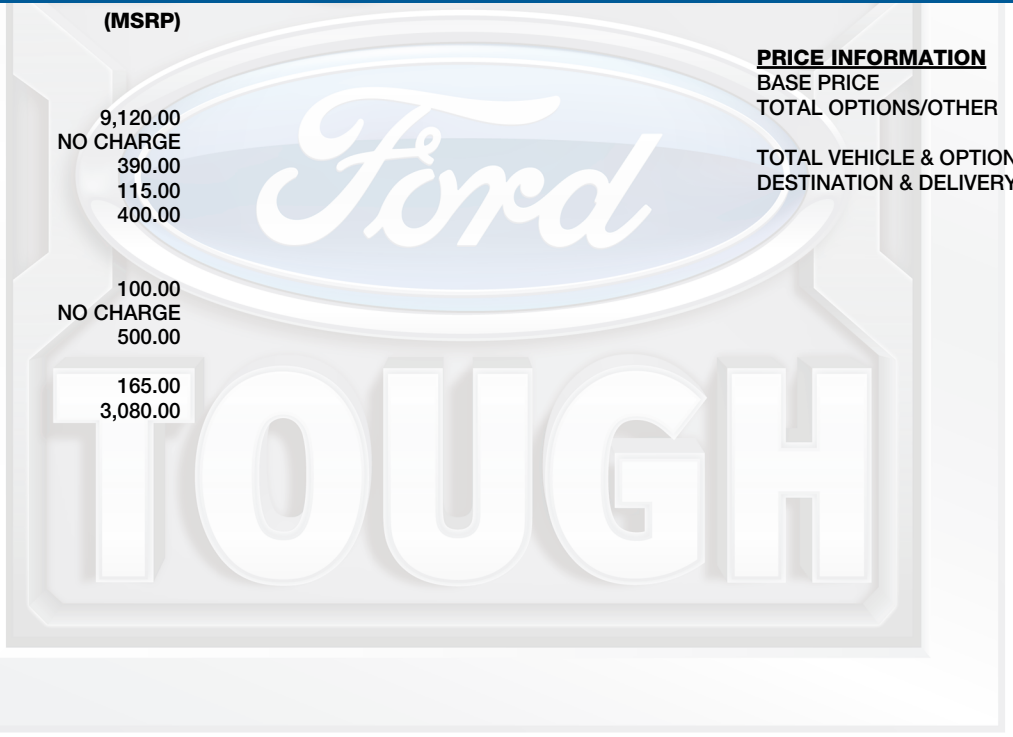 (MSRP)
9,120.00
NO CHARGE
390.00
115.00
400.00
100.00
NO CHARGE
500.00
165.00
3,080.00
PRICE INFORMATION
BASE PRICE
TOTAL OPTIONS/OTHER
TOTAL VEHICLE & OPTION
DESTINATION & DELIVERY
Ford
TOUGH